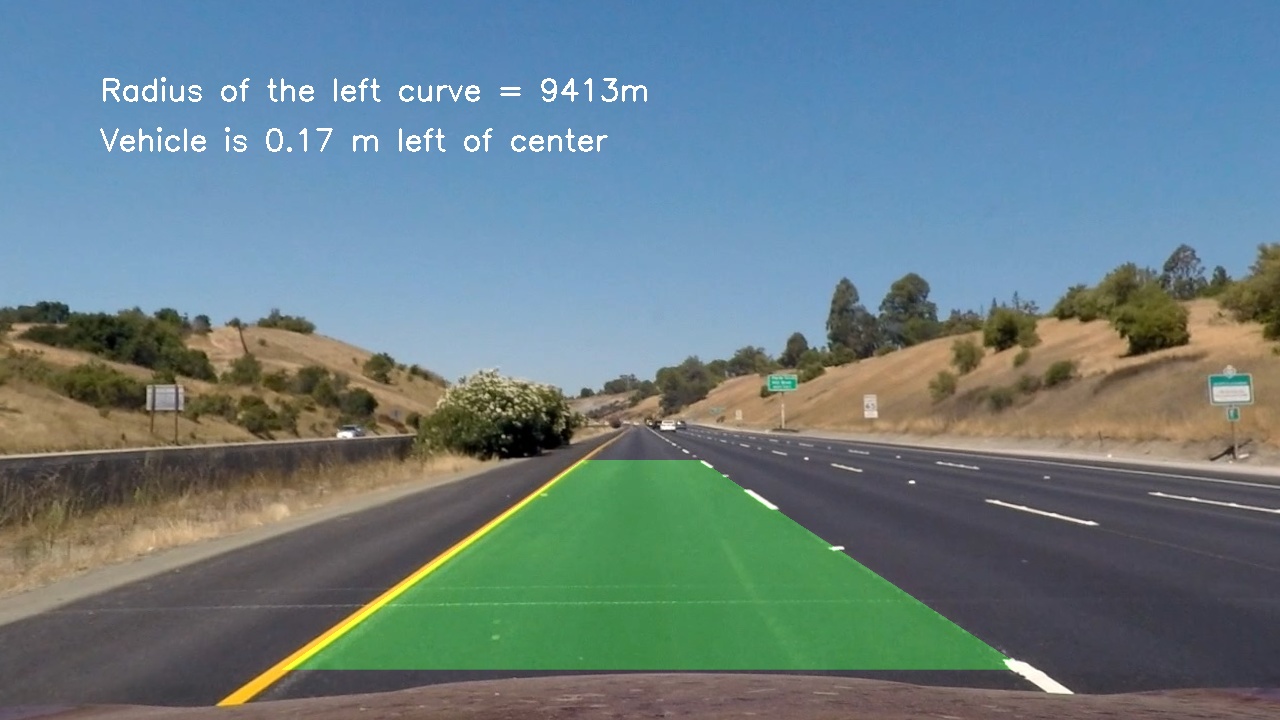 Radius of the left curve = 9413m
Vehicle is 0.17 m left of center